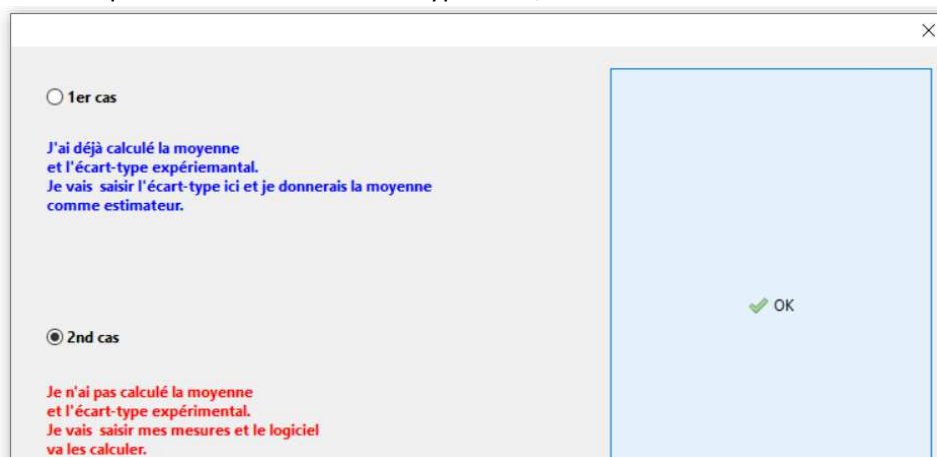 1er cas
J'ai déjà calculé la moyenne
et l'écart-type expériemantal.
Je vais saisir l'écart-type ici et je donnerais la moyenne
comme estimateur.
OK
2nd cas
Je n'ai pas calculé la moyenne
et l'écart-type expérimental.
Je vais saisir mes mesures et le logiciel
va les calculer.